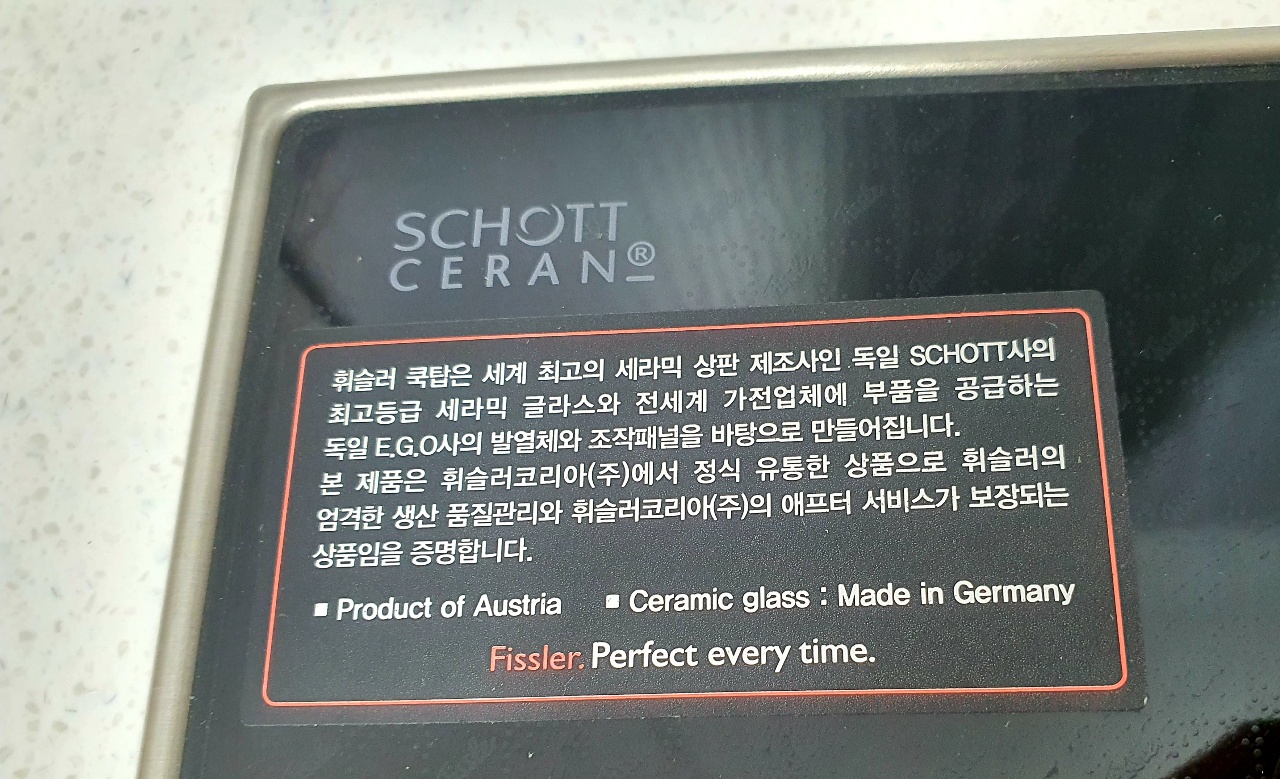 SCHOTT
CERAN®
휘슬러 쿡탑은 세계 최고의 세라믹 상판 제조사인 독일 SCHOTT사의
최고등급 세라믹 글라스와 전세계 가전업체에 부품을 공급하는
독일 E.G.O사의 발열체와 조작패널을 바탕으로 만들어집니다.
본 제품은 휘슬러코리아(주)에서 정식 유통한 상품으로 휘슬러의
엄격한 생산 품질관리와 휘슬러코리아(주)의 애프터 서비스가 보장되는
상품임을 증명합니다.
▪ Product of Austria ▪ Ceramic glass : Made in Germany
Fissler. Perfect every time.